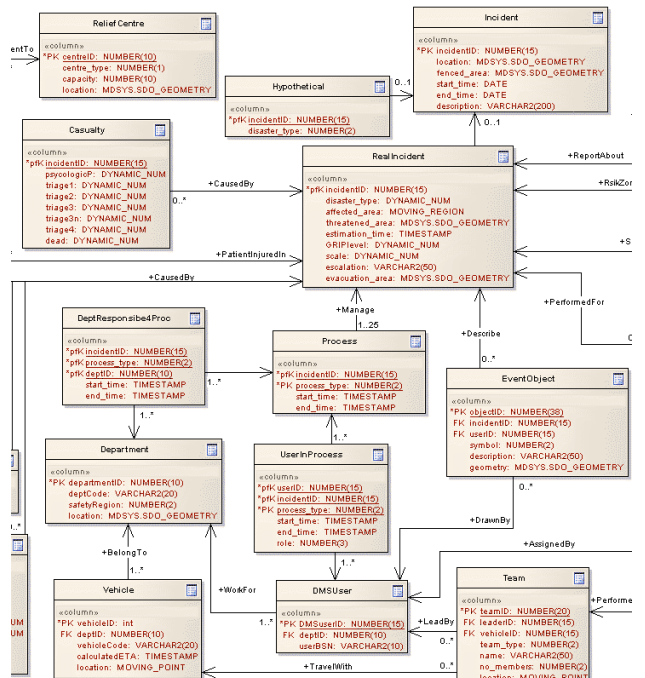 ReliefCentre
«column»
*PK centreID: NUMBER(10)
centre_type: NUMBER(1)
capacity: NUMBER(10)
location: MDSYS.SDO_GEOMETRY
entTo
Incident
«column»
*PK incidentID: NUMBER(15)
location: MDSYS.SDO_GEOMETRY
fenced_area: MDSYS.SDO_GEOMETRY
start_time: DATE
end_time: DATE
description: VARCHAR2(200)
Hypothetical
«column»
*pfK incidentID: NUMBER(15)
disaster_type: NUMBER(2)
0..1
0..1
Casualty
«column»
*pfK incidentID: NUMBER(15)
psycologicP: DYNAMIC_NUM
triage1: DYNAMIC_NUM
triage2: DYNAMIC_NUM
triage3: DYNAMIC_NUM
triage3n: DYNAMIC_NUM
triage4: DYNAMIC_NUM
dead: DYNAMIC_NUM
+CausedBy
0..*
RealIncident
«column»
*pfK incidentID: NUMBER(15)
disaster_type: DYNAMIC_NUM
affected_area: MOVING_REGION
threatened_area: MDSYS.SDO_GEOMETRY
estimation_time: TIMESTAMP
GRIPlevel: DYNAMIC_NUM
scale: DYNAMIC_NUM
escalation: VARCHAR2(50)
evacuation_area: MDSYS.SDO_GEOMETRY
+ReportAbout
+RsikZor
+S
+PatientInjuredIn
+CausedBy
+PerformedFor
+Manage
1..25
+Describe
0..*
DeptResponsibe4Proc
«column»
*pfK incidentID: NUMBER(15)
*pfK process_type: NUMBER(2)
*pfK deptID: NUMBER(10)
start_time: TIMESTAMP
end_time: TIMESTAMP
1..*
1..*
Process
«column»
*pfK incidentID: NUMBER(15)
*PK process_type: NUMBER(2)
start_time: TIMESTAMP
end_time: TIMESTAMP
1..*
EventObject
«column»
*PK objectID: NUMBER(38)
FK incidentID: NUMBER(15)
FK userID: NUMBER(15)
symbol: NUMBER(2)
description: VARCHAR2(50)
geometry: MDSYS.SDO_GEOMETRY
0..*
+DrawnBy
Department
«column»
*PK departmentID: NUMBER(10)
deptCode: VARCHAR2(20)
safetyRegion: NUMBER(2)
location: MDSYS.SDO_GEOMETRY
UserInProcess
«column»
*pfK userID: NUMBER(15)
*pfK incidentID: NUMBER(15)
*PK process_type: NUMBER(2)
start_time: TIMESTAMP
end_time: TIMESTAMP
role: NUMBER(3)
1..*
0..*
UM
UM
+BelongTo
1..*
+WorkFor
1..*
+AssignedBy
Vehicle
«column»
*PK vehicleID: int
FK deptID: NUMBER(10)
vehicleCode: VARCHAR2(20)
calculatedETA: TIMESTAMP
location: MOVING_POINT
DMSUser
«column»
*PK DMSuserID: NUMBER(15)
FK deptID: NUMBER(10)
userBSN: VARCHAR2(10)
+LeadBy
0..*
+TravelWith
0..*
Team
«column»
*PK teamID: NUMBER(20)
FK leaderID: NUMBER(15)
FK vehicleID: NUMBER(15)
team_type: NUMBER(2)
name: VARCHAR2(50)
no_members: NUMBER(2)
location: MOVING_POINT
+Performe